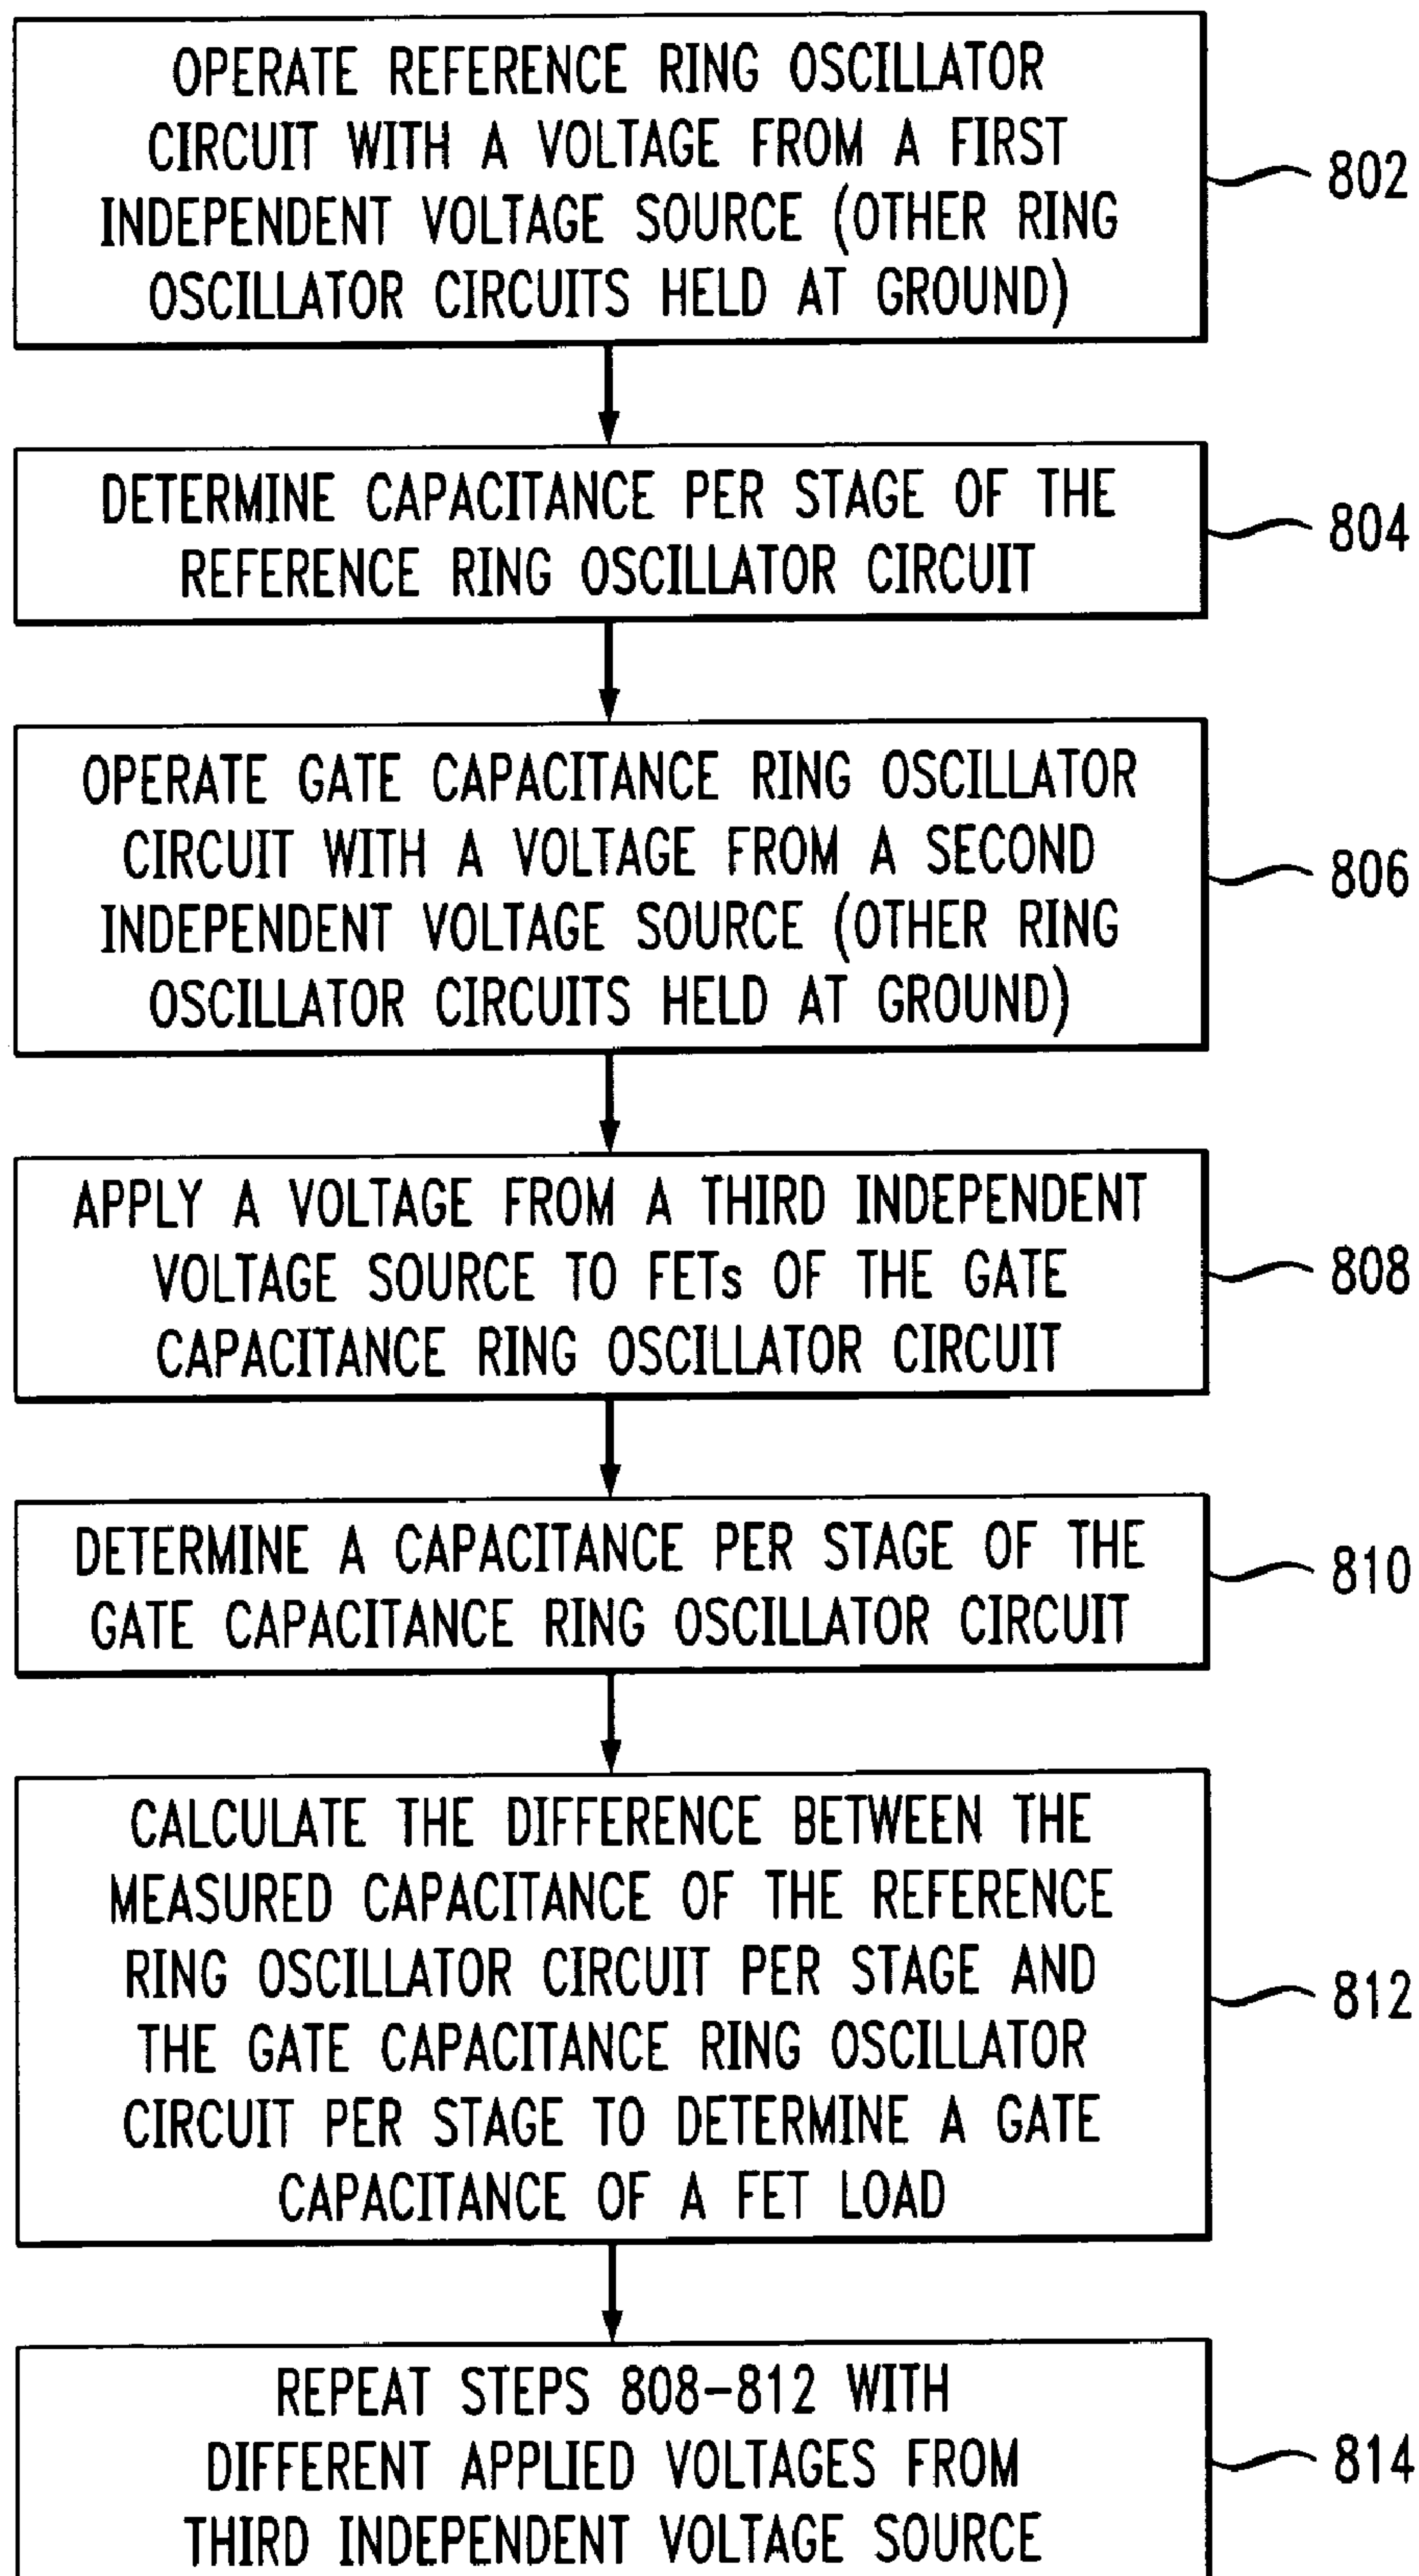 OPERATE REFERENCE RING OSCILLATOR
CIRCUIT WITH A VOLTAGE FROM A FIRST
INDEPENDENT VOLTAGE SOURCE (OTHER RING
OSCILLATOR CIRCUITS HELD AT GROUND)
802
DETERMINE CAPACITANCE PER STAGE OF THE
REFERENCE RING OSCILLATOR CIRCUIT
804
OPERATE GATE CAPACITANCE RING OSCILLATOR
CIRCUIT WITH A VOLTAGE FROM A SECOND
INDEPENDENT VOLTAGE SOURCE (OTHER RING
OSCILLATOR CIRCUITS HELD AT GROUND)
806
APPLY A VOLTAGE FROM A THIRD INDEPENDENT
VOLTAGE SOURCE TO FETs OF THE GATE
CAPACITANCE RING OSCILLATOR CIRCUIT
808
DETERMINE A CAPACITANCE PER STAGE OF THE
GATE CAPACITANCE RING OSCILLATOR CIRCUIT
810
CALCULATE THE DIFFERENCE BETWEEN THE
MEASURED CAPACITANCE OF THE REFERENCE
RING OSCILLATOR CIRCUIT PER STAGE AND
THE GATE CAPACITANCE RING OSCILLATOR
CIRCUIT PER STAGE TO DETERMINE A GATE
CAPACITANCE OF A FET LOAD
812
REPEAT STEPS 808-812 WITH
DIFFERENT APPLIED VOLTAGES FROM
THIRD INDEPENDENT VOLTAGE SOURCE
814